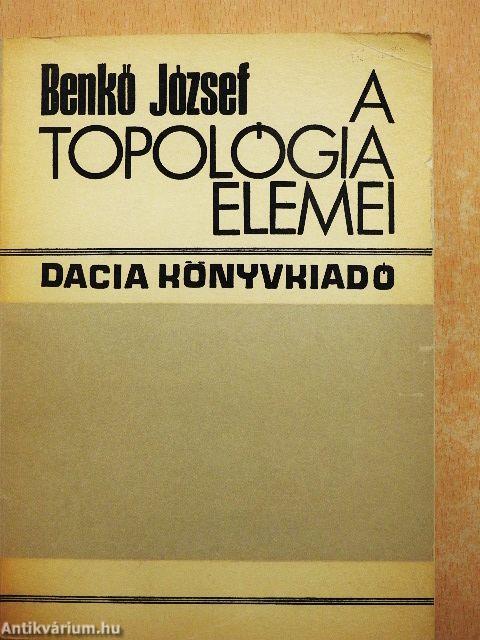 Benkő József A
TOPOLÓGIA
ELEMEI
DACIA KÖNYVKIADÓ
Antikvárium.hu